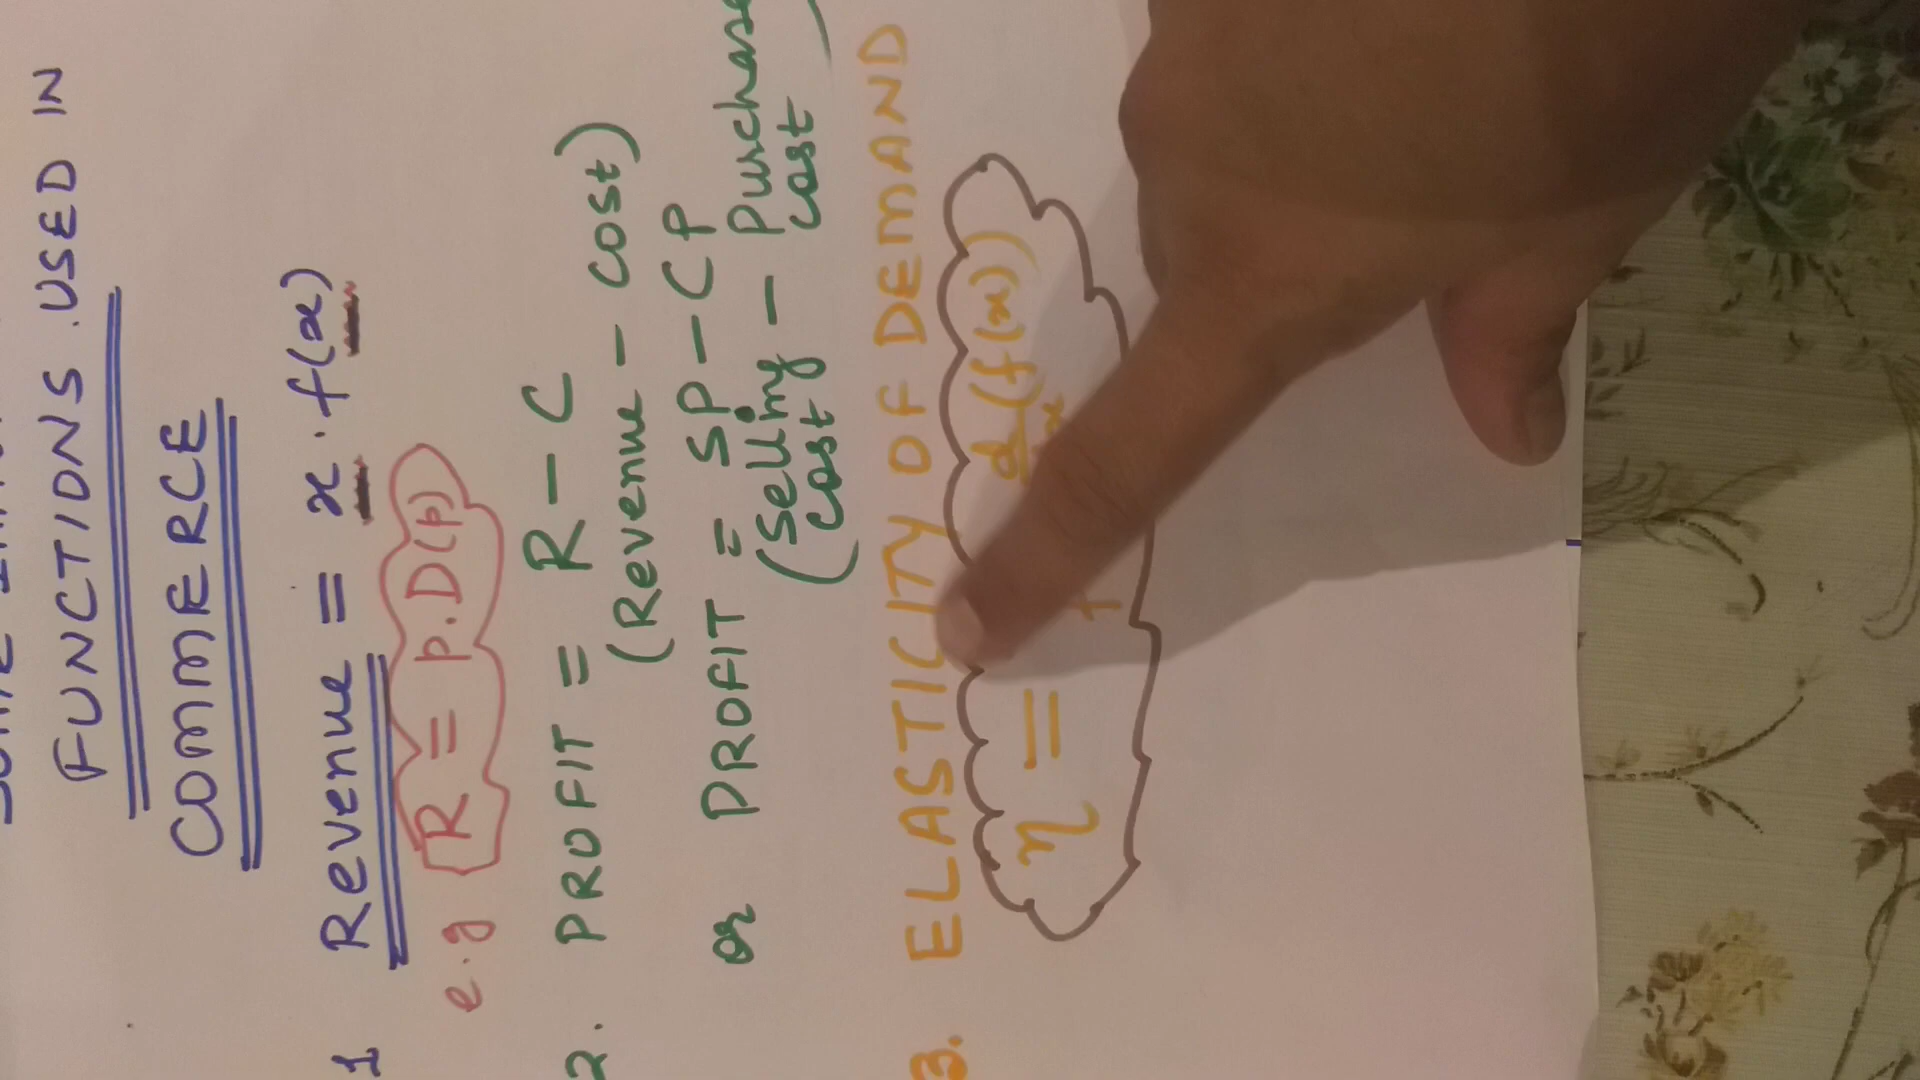 FUNCTIONS USED IN
COMMERCE
1 Revenue = x . f(x)
e.g R = p.D(p)
2. PROFIT = R - C
(Revenue - cost)
or PROFIT = SP - CP
(Selling - Purchase
cost cost
3. ELASTICITY OF DEMAND
η = d (f(x))